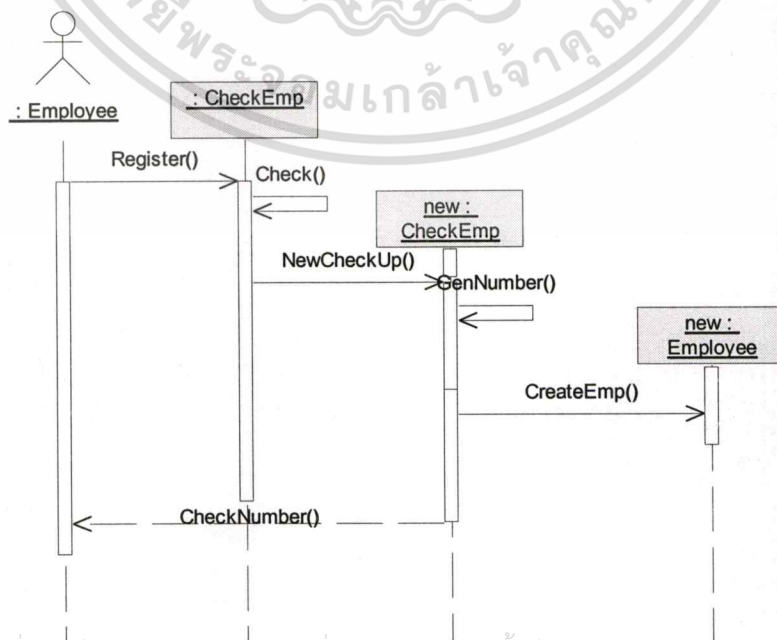 : Employee
: CheckEmp
Register()
Check()
new :
CheckEmp
NewCheckUp()
GenNumber()
new :
Employee
CreateEmp()
CheckNumber()